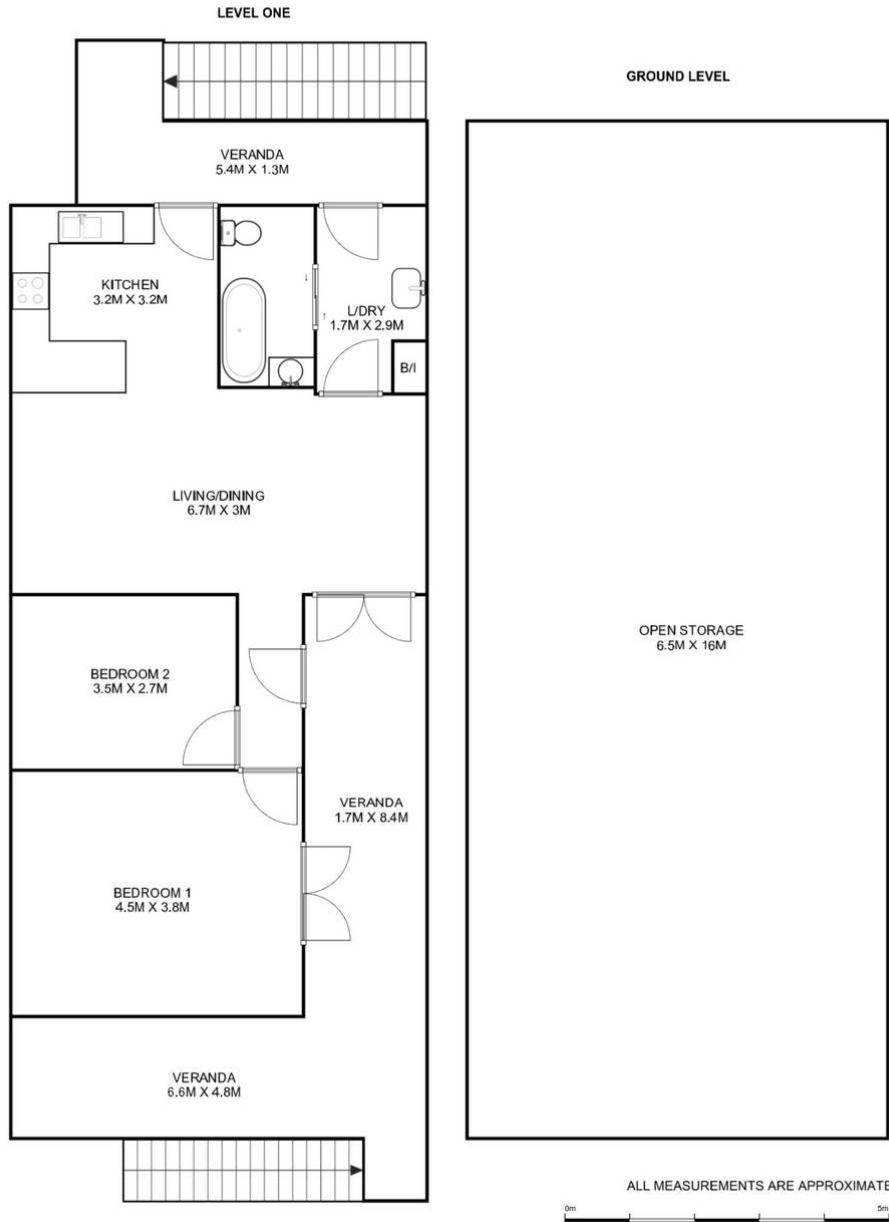 LEVEL ONE
GROUND LEVEL
VERANDA
5.4M X 1.3M
KITCHEN
3.2M X 3.2M
L/DRY
1.7M X 2.9M
B/I
LIVING/DINING
6.7M X 3M
BEDROOM 2
3.5M X 2.7M
VERANDA
1.7M X 8.4M
BEDROOM 1
4.5M X 3.8M
VERANDA
6.6M X 4.8M
OPEN STORAGE
6.5M X 16M
ALL MEASUREMENTS ARE APPROXIMATE
0m 5m